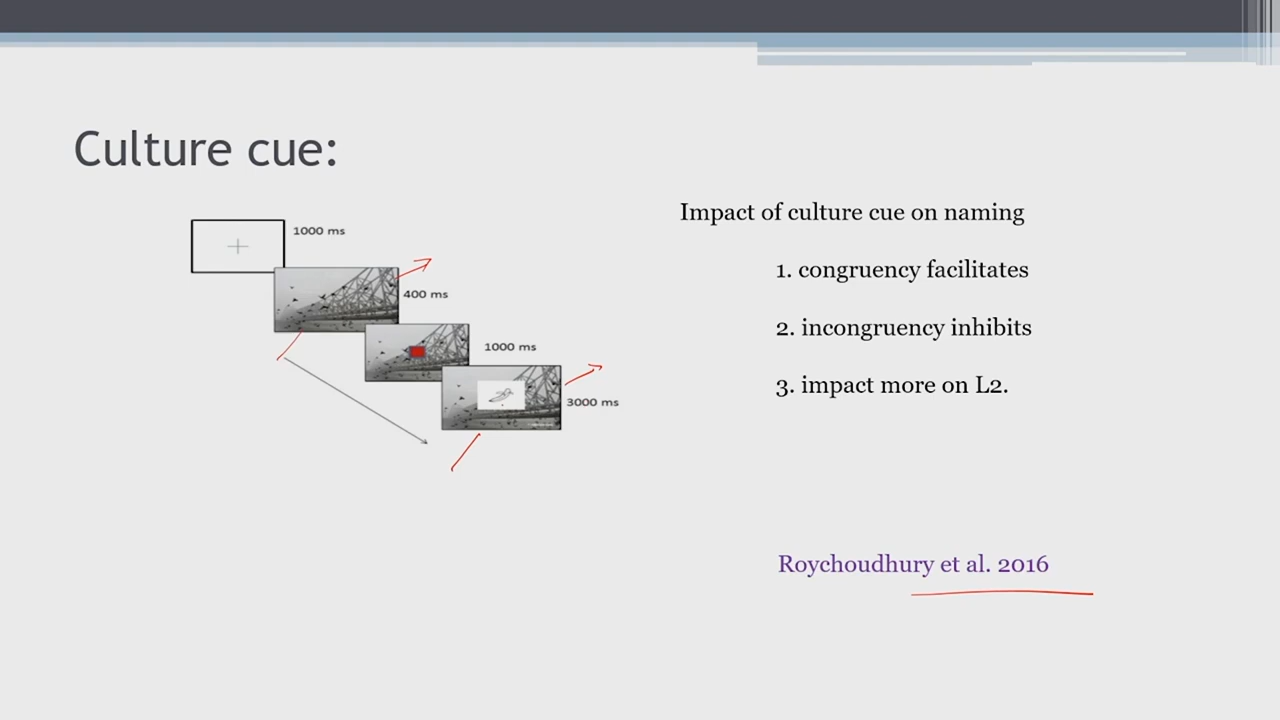 Culture cue:
1000 ms
400 ms
1000 ms
3000 ms
Impact of culture cue on naming
1. congruency facilitates
2. incongruency inhibits
3. impact more on L2.
Roychoudhury et al. 2016